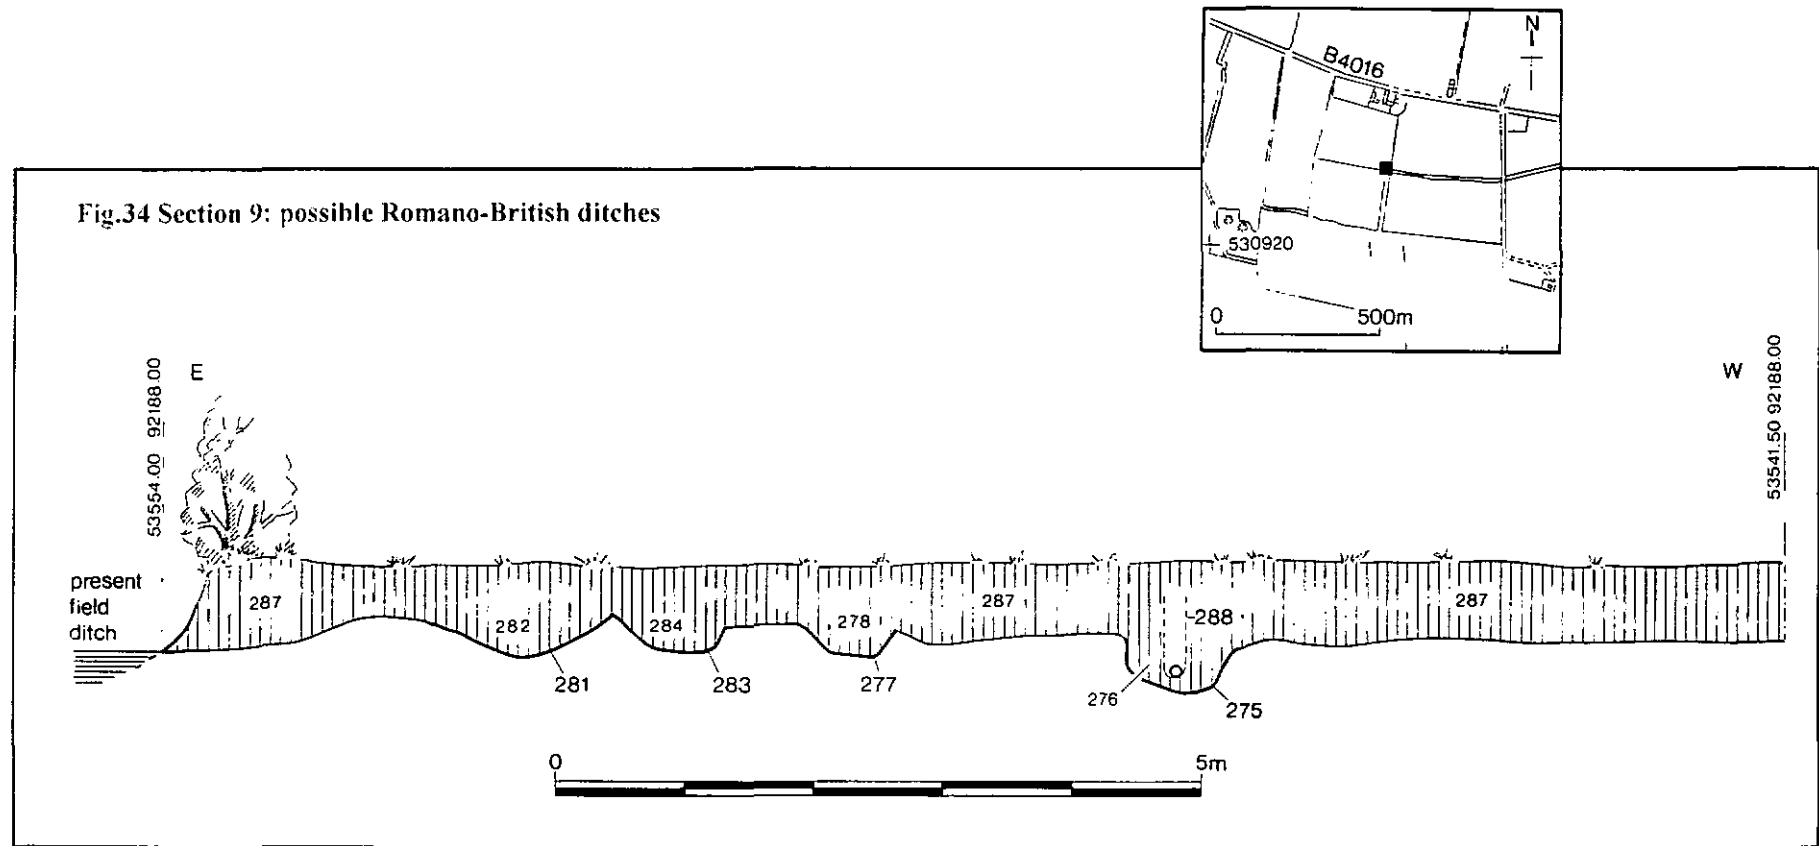 N
B4016
530920
0 500m
Fig.34 Section 9: possible Romano-British ditches
53554.00 92188.00
E
W
53541.50 92188.00
present
field
ditch
287
282
284
278
287
288
287
281
283
277
276
275
0 5m